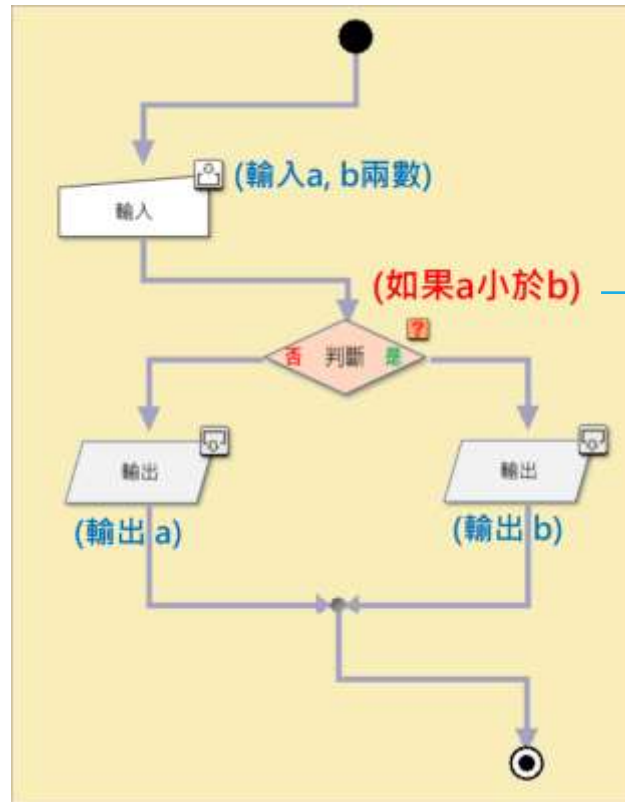 (輸入a, b兩數)
輸入
(如果a小於b)
?
否 判斷 是
輸出
輸出
(輸出 a)
(輸出 b)